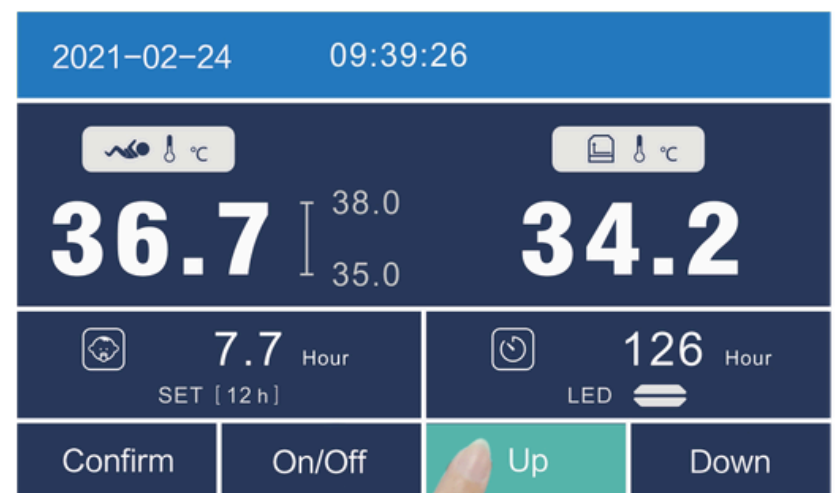 2021-02-24 09:39:26
℃ ℃
36.7 38.0 35.0 34.2
7.7 Hour 126 Hour
SET [12h] LED
Confirm On/Off Up Down